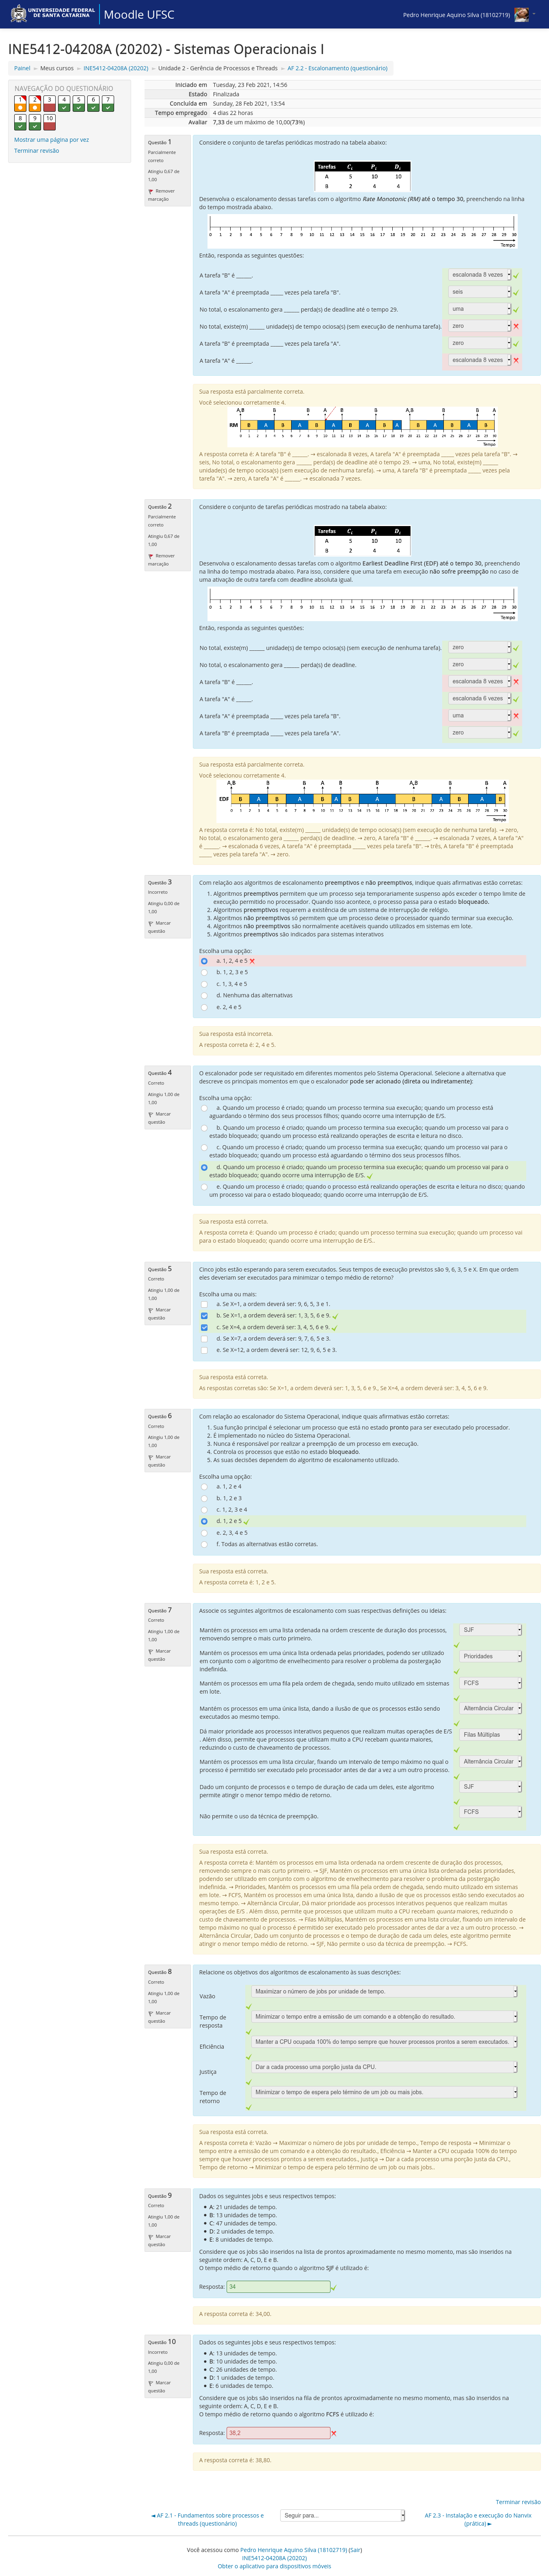 UNIVERSIDADE FEDERAL
DE SANTA CATARINA
Moodle UFSC
Pedro Henrique Aquino Silva (18102719)
INE5412-04208A (20202) - Sistemas Operacionais I
Painel
Meus cursos
INE5412-04208A (20202)
Unidade 2 - Gerência de Processos e Threads
AF 2.2 - Escalonamento (questionário)
NAVEGAÇÃO DO QUESTIONÁRIO
1 2 3 4 5 6 7
8 9 10
Mostrar uma página por vez
Terminar revisão
Iniciado em Tuesday, 23 Feb 2021, 14:56
Estado Finalizada
Concluída em Sunday, 28 Feb 2021, 13:54
Tempo empregado 4 dias 22 horas
Avaliar 7,33 de um máximo de 10,00(73%)
Questão 1
Parcialmente
correto
Atingiu 0,67 de
1,00
Remover
marcação
Considere o conjunto de tarefas periódicas mostrado na tabela abaixo:
Tarefas Ci Pi Di
A 5 10 10
B 2 4 4
Desenvolva o escalonamento dessas tarefas com o algoritmo Rate Monotonic (RM) até o tempo 30, preenchendo na linha
do tempo mostrada abaixo.
0 1 2 3 4 5 6 7 8 9 10 11 12 13 14 15 16 17 18 19 20 21 22 23 24 25 26 27 28 29 30
Tempo
Então, responda as seguintes questões:
A tarefa "B" é ______. escalonada 8 vezes
A tarefa "A" é preemptada _____ vezes pela tarefa "B". seis
No total, o escalonamento gera ______ perda(s) de deadline até o tempo 29. uma
No total, existe(m) ______ unidade(s) de tempo ociosa(s) (sem execução de nenhuma tarefa). zero
A tarefa "B" é preemptada _____ vezes pela tarefa "A". zero
A tarefa "A" é ______. escalonada 8 vezes
Sua resposta está parcialmente correta.
Você selecionou corretamente 4.
A,B B B A B B A,B B B A B A,B
RM B A B A B A B A B A B A B A B
0 1 2 3 4 5 6 7 8 9 10 11 12 13 14 15 16 17 18 19 20 21 22 23 24 25 26 27 28 29 30
Tempo
A resposta correta é: A tarefa "B" é ______. → escalonada 8 vezes, A tarefa "A" é preemptada _____ vezes pela tarefa "B". →
seis, No total, o escalonamento gera ______ perda(s) de deadline até o tempo 29. → uma, No total, existe(m) ______
unidade(s) de tempo ociosa(s) (sem execução de nenhuma tarefa). → uma, A tarefa "B" é preemptada _____ vezes pela
tarefa "A". → zero, A tarefa "A" é ______. → escalonada 7 vezes.
Questão 2
Parcialmente
correto
Atingiu 0,67 de
1,00
Remover
marcação
Considere o conjunto de tarefas periódicas mostrado na tabela abaixo:
Tarefas Ci Pi Di
A 5 10 10
B 2 4 4
Desenvolva o escalonamento dessas tarefas com o algoritmo Earliest Deadline First (EDF) até o tempo 30, preenchendo
na linha do tempo mostrada abaixo. Para isso, considere que uma tarefa em execução não sofre preempção no caso de
uma ativação de outra tarefa com deadline absoluta igual.
0 1 2 3 4 5 6 7 8 9 10 11 12 13 14 15 16 17 18 19 20 21 22 23 24 25 26 27 28 29 30
Tempo
Então, responda as seguintes questões:
No total, existe(m) ______ unidade(s) de tempo ociosa(s) (sem execução de nenhuma tarefa). zero
No total, o escalonamento gera ______ perda(s) de deadline. zero
A tarefa "B" é ______. escalonada 8 vezes
A tarefa "A" é ______. escalonada 6 vezes
A tarefa "A" é preemptada _____ vezes pela tarefa "B". uma
A tarefa "B" é preemptada _____ vezes pela tarefa "A". zero
Sua resposta está parcialmente correta.
Você selecionou corretamente 4.
A,B B B A B B A,B B B A
EDF B A B A B A B A B A B A B
0 1 2 3 4 5 6 7 8 9 10 11 12 13 14 15 16 17 18 19 20 21 22 23 24 25 26 27 28 29 30
Tempo
A resposta correta é: No total, existe(m) ______ unidade(s) de tempo ociosa(s) (sem execução de nenhuma tarefa). → zero,
No total, o escalonamento gera ______ perda(s) de deadline. → zero, A tarefa "B" é ______. → escalonada 7 vezes, A tarefa "A"
é ______. → escalonada 6 vezes, A tarefa "A" é preemptada _____ vezes pela tarefa "B". → três, A tarefa "B" é preemptada
_____ vezes pela tarefa "A". → zero.
Questão 3
Incorreto
Atingiu 0,00 de
1,00
Marcar
questão
Com relação aos algoritmos de escalonamento preemptivos e não preemptivos, indique quais afirmativas estão corretas:
1. Algoritmos preemptivos permitem que um processo seja temporariamente suspenso após exceder o tempo limite de
execução permitido no processador. Quando isso acontece, o processo passa para o estado bloqueado.
2. Algoritmos preemptivos requerem a existência de um sistema de interrupção de relógio.
3. Algoritmos não preemptivos só permitem que um processo deixe o processador quando terminar sua execução.
4. Algoritmos não preemptivos são normalmente aceitáveis quando utilizados em sistemas em lote.
5. Algoritmos preemptivos são indicados para sistemas interativos
Escolha uma opção:
a. 1, 2, 4 e 5
b. 1, 2, 3 e 5
c. 1, 3, 4 e 5
d. Nenhuma das alternativas
e. 2, 4 e 5
Sua resposta está incorreta.
A resposta correta é: 2, 4 e 5.
Questão 4
Correto
Atingiu 1,00 de
1,00
Marcar
questão
O escalonador pode ser requisitado em diferentes momentos pelo Sistema Operacional. Selecione a alternativa que
descreve os principais momentos em que o escalonador pode ser acionado (direta ou indiretamente):
Escolha uma opção:
a. Quando um processo é criado; quando um processo termina sua execução; quando um processo está
aguardando o término dos seus processos filhos; quando ocorre uma interrupção de E/S.
b. Quando um processo é criado; quando um processo termina sua execução; quando um processo vai para o
estado bloqueado; quando um processo está realizando operações de escrita e leitura no disco.
c. Quando um processo é criado; quando um processo termina sua execução; quando um processo vai para o
estado bloqueado; quando um processo está aguardando o término dos seus processos filhos.
d. Quando um processo é criado; quando um processo termina sua execução; quando um processo vai para o
estado bloqueado; quando ocorre uma interrupção de E/S.
e. Quando um processo é criado; quando o processo está realizando operações de escrita e leitura no disco; quando
um processo vai para o estado bloqueado; quando ocorre uma interrupção de E/S.
Sua resposta está correta.
A resposta correta é: Quando um processo é criado; quando um processo termina sua execução; quando um processo vai
para o estado bloqueado; quando ocorre uma interrupção de E/S..
Questão 5
Correto
Atingiu 1,00 de
1,00
Marcar
questão
Cinco jobs estão esperando para serem executados. Seus tempos de execução previstos são 9, 6, 3, 5 e X. Em que ordem
eles deveriam ser executados para minimizar o tempo médio de retorno?
Escolha uma ou mais:
a. Se X=1, a ordem deverá ser: 9, 6, 5, 3 e 1.
b. Se X=1, a ordem deverá ser: 1, 3, 5, 6 e 9.
c. Se X=4, a ordem deverá ser: 3, 4, 5, 6 e 9.
d. Se X=7, a ordem deverá ser: 9, 7, 6, 5 e 3.
e. Se X=12, a ordem deverá ser: 12, 9, 6, 5 e 3.
Sua resposta está correta.
As respostas corretas são: Se X=1, a ordem deverá ser: 1, 3, 5, 6 e 9., Se X=4, a ordem deverá ser: 3, 4, 5, 6 e 9.
Questão 6
Correto
Atingiu 1,00 de
1,00
Marcar
questão
Com relação ao escalonador do Sistema Operacional, indique quais afirmativas estão corretas:
1. Sua função principal é selecionar um processo que está no estado pronto para ser executado pelo processador.
2. É implementado no núcleo do Sistema Operacional.
3. Nunca é responsável por realizar a preempção de um processo em execução.
4. Controla os processos que estão no estado bloqueado.
5. As suas decisões dependem do algoritmo de escalonamento utilizado.
Escolha uma opção:
a. 1, 2 e 4
b. 1, 2 e 3
c. 1, 2, 3 e 4
d. 1, 2 e 5
e. 2, 3, 4 e 5
f. Todas as alternativas estão corretas.
Sua resposta está correta.
A resposta correta é: 1, 2 e 5.
Questão 7
Correto
Atingiu 1,00 de
1,00
Marcar
questão
Associe os seguintes algoritmos de escalonamento com suas respectivas definições ou ideias:
Mantém os processos em uma lista ordenada na ordem crescente de duração dos processos,
removendo sempre o mais curto primeiro. SJF
Mantém os processos em uma única lista ordenada pelas prioridades, podendo ser utilizado
em conjunto com o algoritmo de envelhecimento para resolver o problema da postergação
indefinida. Prioridades
Mantém os processos em uma fila pela ordem de chegada, sendo muito utilizado em sistemas
em lote. FCFS
Mantém os processos em uma única lista, dando a ilusão de que os processos estão sendo
executados ao mesmo tempo. Alternância Circular
Dá maior prioridade aos processos interativos pequenos que realizam muitas operações de E/S
. Além disso, permite que processos que utilizam muito a CPU recebam quanta maiores,
reduzindo o custo de chaveamento de processos. Filas Múltiplas
Mantém os processos em uma lista circular, fixando um intervalo de tempo máximo no qual o
processo é permitido ser executado pelo processador antes de dar a vez a um outro processo. Alternância Circular
Dado um conjunto de processos e o tempo de duração de cada um deles, este algoritmo
permite atingir o menor tempo médio de retorno. SJF
Não permite o uso da técnica de preempção. FCFS
Sua resposta está correta.
A resposta correta é: Mantém os processos em uma lista ordenada na ordem crescente de duração dos processos,
removendo sempre o mais curto primeiro. → SJF, Mantém os processos em uma única lista ordenada pelas prioridades,
podendo ser utilizado em conjunto com o algoritmo de envelhecimento para resolver o problema da postergação
indefinida. → Prioridades, Mantém os processos em uma fila pela ordem de chegada, sendo muito utilizado em sistemas
em lote. → FCFS, Mantém os processos em uma única lista, dando a ilusão de que os processos estão sendo executados ao
mesmo tempo. → Alternância Circular, Dá maior prioridade aos processos interativos pequenos que realizam muitas
operações de E/S . Além disso, permite que processos que utilizam muito a CPU recebam quanta maiores, reduzindo o
custo de chaveamento de processos. → Filas Múltiplas, Mantém os processos em uma lista circular, fixando um intervalo de
tempo máximo no qual o processo é permitido ser executado pelo processador antes de dar a vez a um outro processo. →
Alternância Circular, Dado um conjunto de processos e o tempo de duração de cada um deles, este algoritmo permite
atingir o menor tempo médio de retorno. → SJF, Não permite o uso da técnica de preempção. → FCFS.
Questão 8
Correto
Atingiu 1,00 de
1,00
Marcar
questão
Relacione os objetivos dos algoritmos de escalonamento às suas descrições:
Vazão Maximizar o número de jobs por unidade de tempo.
Tempo de
resposta Minimizar o tempo entre a emissão de um comando e a obtenção do resultado.
Eficiência Manter a CPU ocupada 100% do tempo sempre que houver processos prontos a serem executados.
Justiça Dar a cada processo uma porção justa da CPU.
Tempo de
retorno Minimizar o tempo de espera pelo término de um job ou mais jobs.
Sua resposta está correta.
A resposta correta é: Vazão → Maximizar o número de jobs por unidade de tempo., Tempo de resposta → Minimizar o
tempo entre a emissão de um comando e a obtenção do resultado., Eficiência → Manter a CPU ocupada 100% do tempo
sempre que houver processos prontos a serem executados., Justiça → Dar a cada processo uma porção justa da CPU.,
Tempo de retorno → Minimizar o tempo de espera pelo término de um job ou mais jobs..
Questão 9
Correto
Atingiu 1,00 de
1,00
Marcar
questão
Dados os seguintes jobs e seus respectivos tempos:
A: 21 unidades de tempo.
B: 13 unidades de tempo.
C: 47 unidades de tempo.
D: 2 unidades de tempo.
E: 8 unidades de tempo.
Considere que os jobs são inseridos na lista de prontos aproximadamente no mesmo momento, mas são inseridos na
seguinte ordem: A, C, D, E e B.
O tempo médio de retorno quando o algoritmo SJF é utilizado é:
Resposta: 34
A resposta correta é: 34,00.
Questão 10
Incorreto
Atingiu 0,00 de
1,00
Marcar
questão
Dados os seguintes jobs e seus respectivos tempos:
A: 13 unidades de tempo.
B: 10 unidades de tempo.
C: 26 unidades de tempo.
D: 1 unidades de tempo.
E: 6 unidades de tempo.
Considere que os jobs são inseridos na fila de prontos aproximadamente no mesmo momento, mas são inseridos na
seguinte ordem: A, C, D, E e B.
O tempo médio de retorno quando o algoritmo FCFS é utilizado é:
Resposta: 38,2
A resposta correta é: 38,80.
Terminar revisão
◄ AF 2.1 - Fundamentos sobre processos e
threads (questionário)
Seguir para...
AF 2.3 - Instalação e execução do Nanvix
(prática) ►
Você acessou como Pedro Henrique Aquino Silva (18102719) (Sair)
INE5412-04208A (20202)
Obter o aplicativo para dispositivos móveis